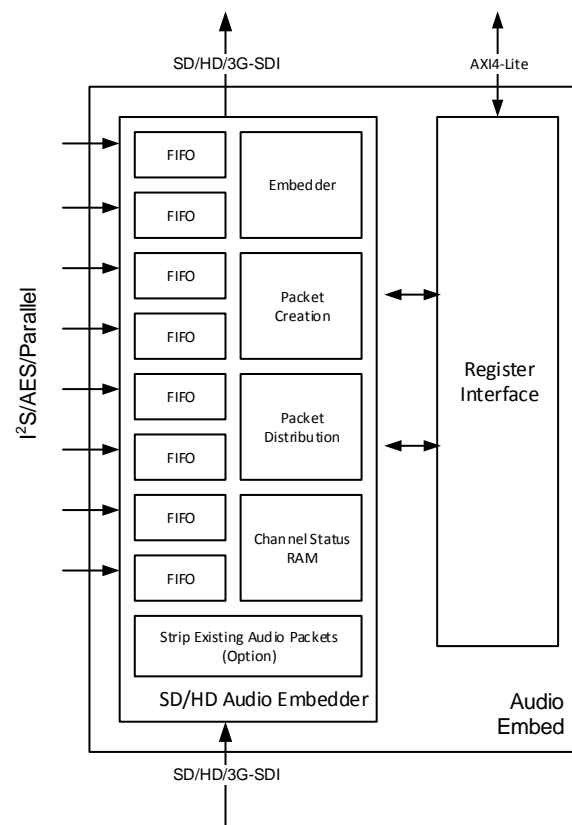 SD/HD/3G-SDI
AXI4-Lite
I²S/AES/Parallel
FIFO
FIFO
FIFO
FIFO
FIFO
FIFO
FIFO
FIFO
Embedder
Packet
Creation
Packet
Distribution
Channel Status
RAM
Strip Existing Audio Packets
(Option)
SD/HD Audio Embedder
Register
Interface
Audio
Embed
SD/HD/3G-SDI